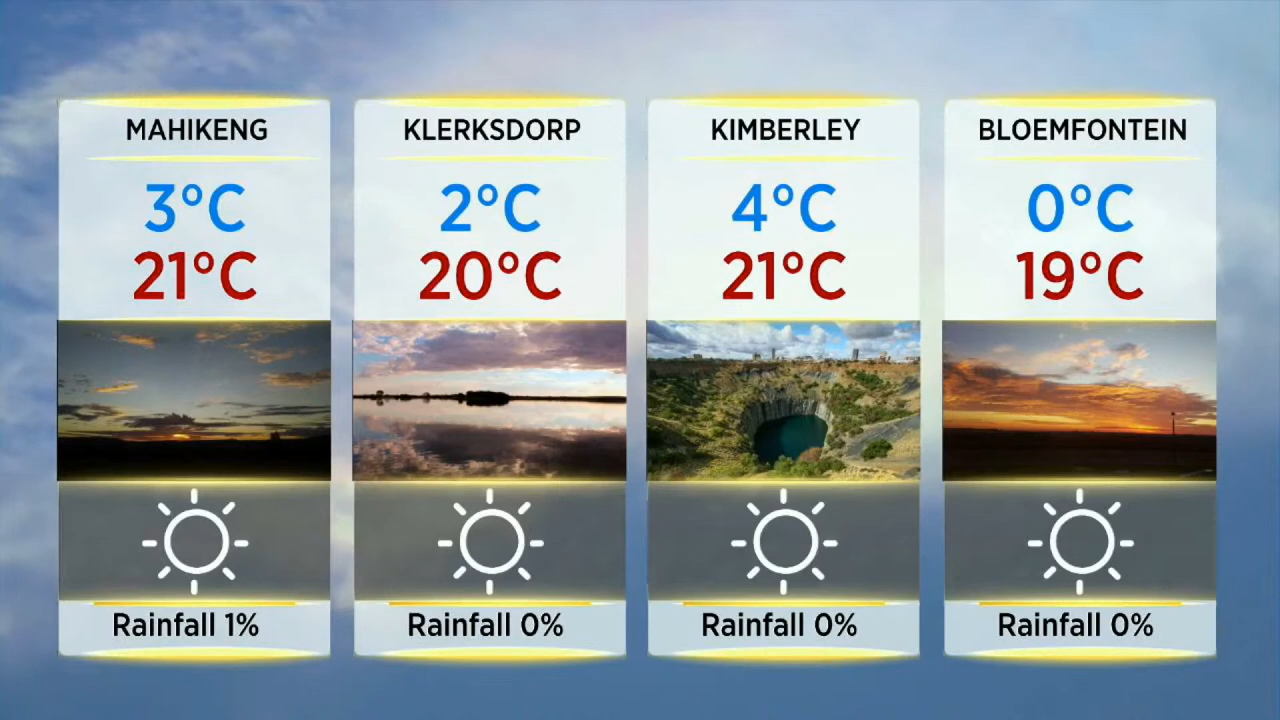 MAHIKENG
3°C
21°C
Rainfall 1%
KLERKSDORP
2°C
20°C
Rainfall 0%
KIMBERLEY
4°C
21°C
Rainfall 0%
BLOEMFONTEIN
0°C
19°C
Rainfall 0%